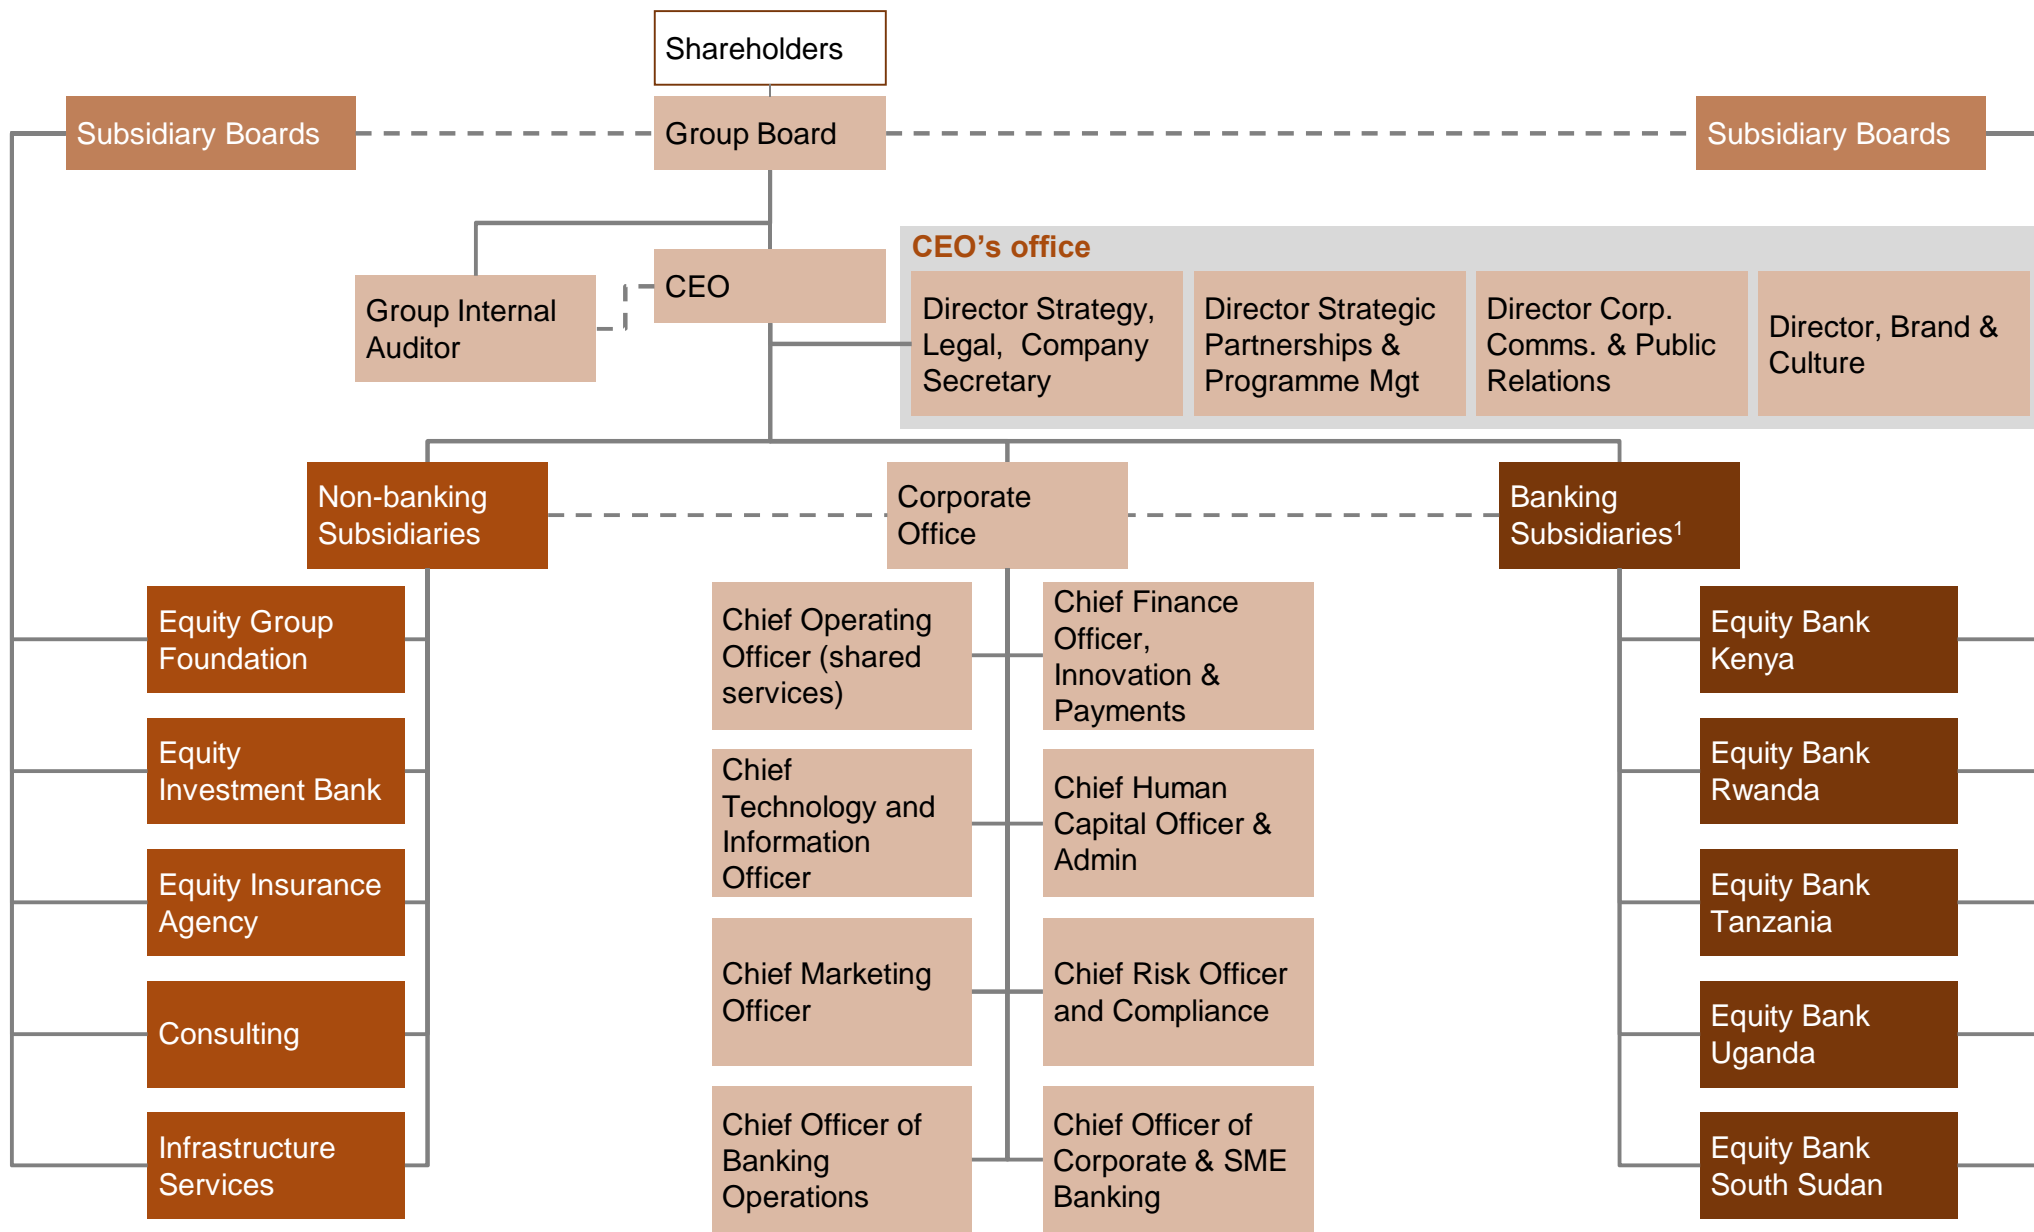 Shareholders
Subsidiary Boards
Group Board
Subsidiary Boards
CEO’s office
CEO
Group Internal
Auditor
Director Strategy,
Legal, Company
Secretary
Director Strategic
Partnerships &
Programme Mgt
Director Corp.
Comms. & Public
Relations
Director, Brand &
Culture
Non-banking
Subsidiaries
Corporate
Office
Banking
Subsidiaries¹
Equity Group
Foundation
Equity
Investment Bank
Equity Insurance
Agency
Consulting
Infrastructure
Services
Chief Operating
Officer (shared
services)
Chief Finance
Officer,
Innovation &
Payments
Chief
Technology and
Information
Officer
Chief Human
Capital Officer &
Admin
Chief Marketing
Officer
Chief Risk Officer
and Compliance
Chief Officer of
Banking
Operations
Chief Officer of
Corporate & SME
Banking
Equity Bank
Kenya
Equity Bank
Rwanda
Equity Bank
Tanzania
Equity Bank
Uganda
Equity Bank
South Sudan